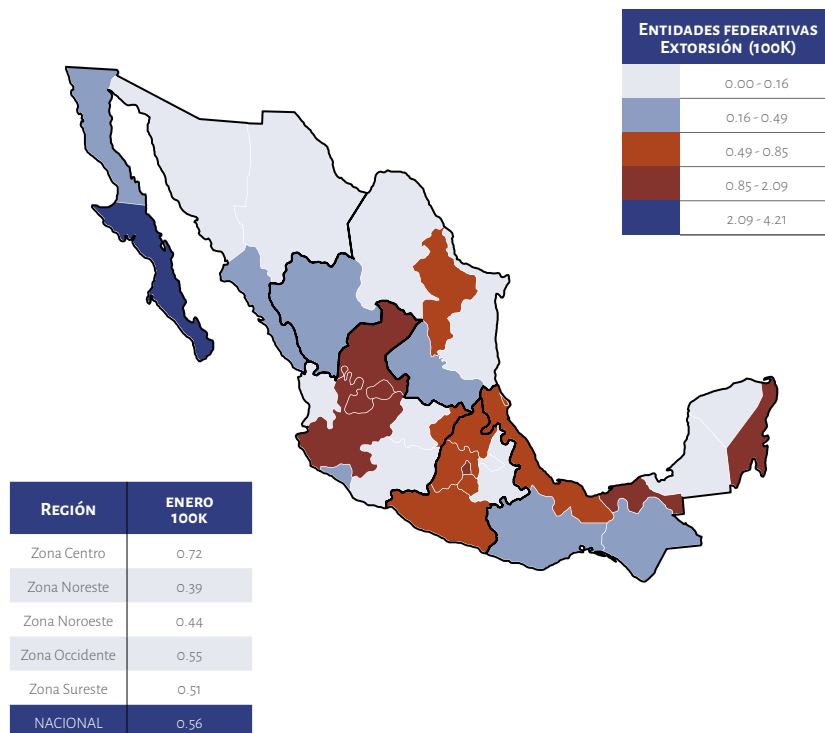 Entidades federativas
Extorsión (100K)
0.00 - 0.16
0.16 - 0.49
0.49 - 0.85
0.85 - 2.09
2.09 - 4.21
Región enero
100K
Zona Centro 0.72
Zona Noreste 0.39
Zona Noroeste 0.44
Zona Occidente 0.55
Zona Sureste 0.51
NACIONAL 0.56